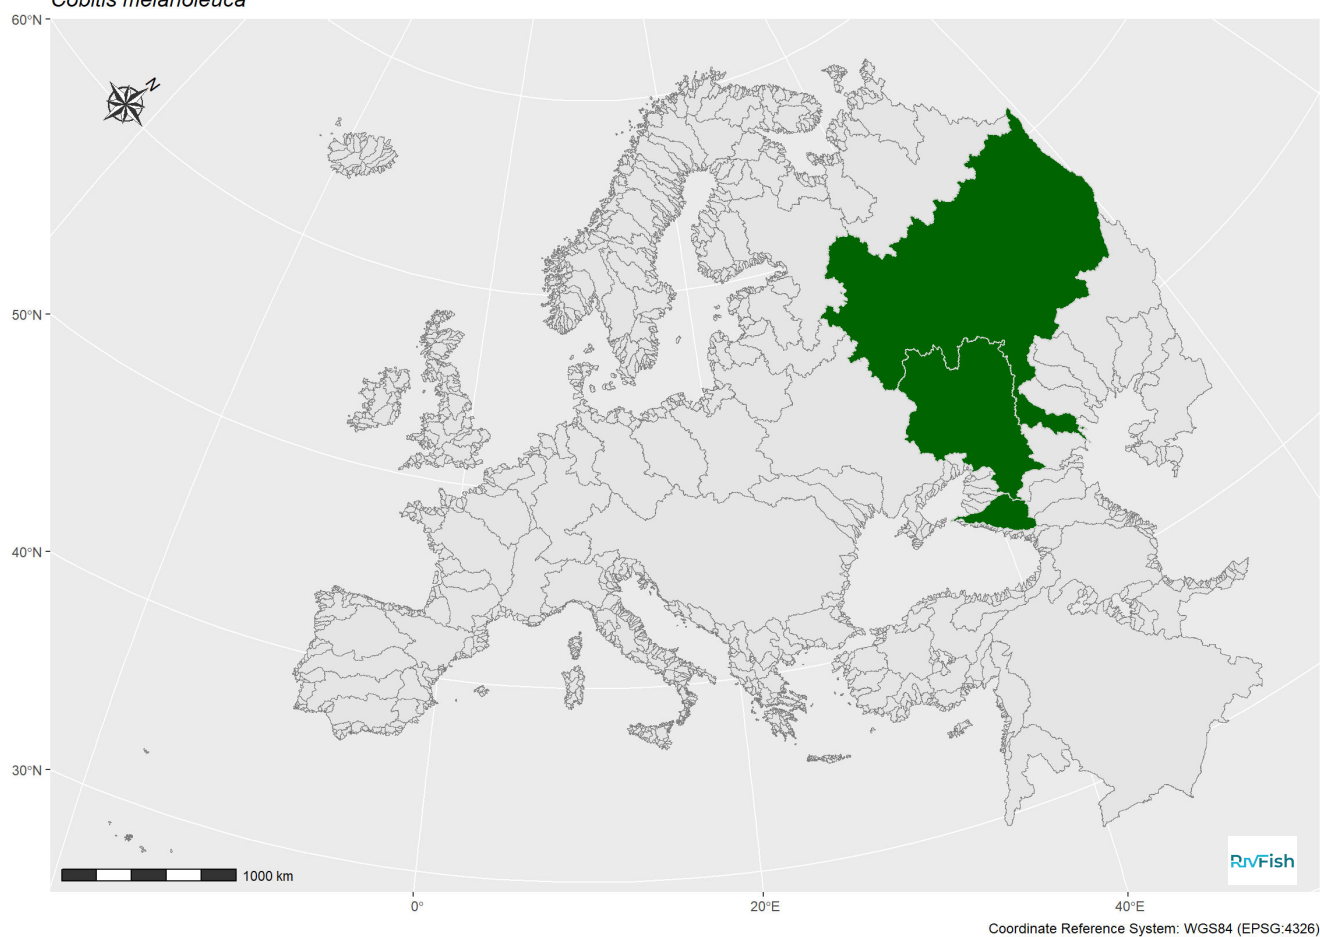 Cobitis melanoleuca
60°N
N
50°N
40°N
30°N
RivFish
1000 km
0°
20°E
40°E
Coordinate Reference System: WGS84 (EPSG:4326)